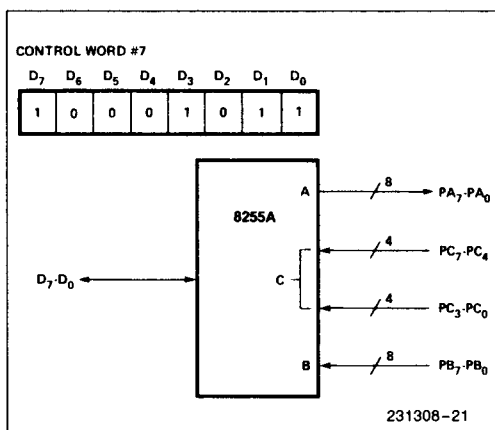 CONTROL WORD #7
D7 D6 D5 D4 D3 D2 D1 D0
1 0 0 0 1 0 1 1
8255A
A
8
PA7-PA0
4
PC7-PC4
D7-D0
C
4
PC3-PC0
B
8
PB7-PB0
231308-21